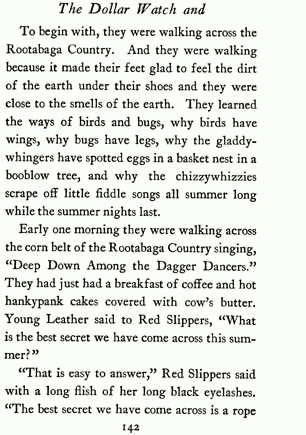 The Dollar Watch and
To begin with, they were walking across the
Rootabaga Country. And they were walking
because it made their feet glad to feel the dirt
of the earth under their shoes and they were
close to the smells of the earth. They learned
the ways of birds and bugs, why birds have
wings, why bugs have legs, why the gladdy-
whingers have spotted eggs in a basket nest in a
booblow tree, and why the chizzywhizzies
scrape off little fiddle songs all summer long
while the summer nights last.
Early one morning they were walking across
the corn belt of the Rootabaga Country singing,
“Deep Down Among the Dagger Dancers.”
They had just had a breakfast of coffee and hot
hankypank cakes covered with cow’s butter.
Young Leather said to Red Slippers, “What
is the best secret we have come across this sum-
mer?”
“That is easy to answer,” Red Slippers said
with a long flish of her long black eyelashes.
“The best secret we have come across is a rope
142